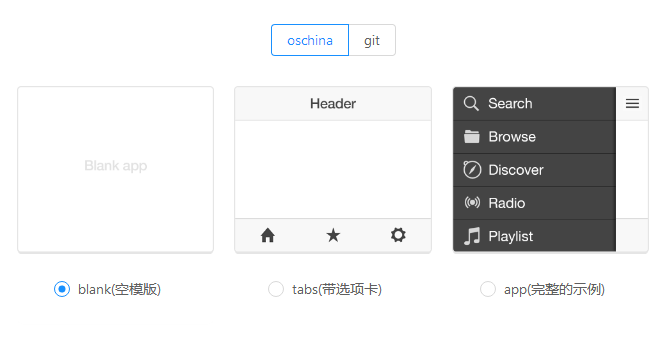 oschina git
Blank app
Header
Search
Browse
Discover
Radio
Playlist
blank(空模版)
tabs(带选项卡)
app(完整的示例)